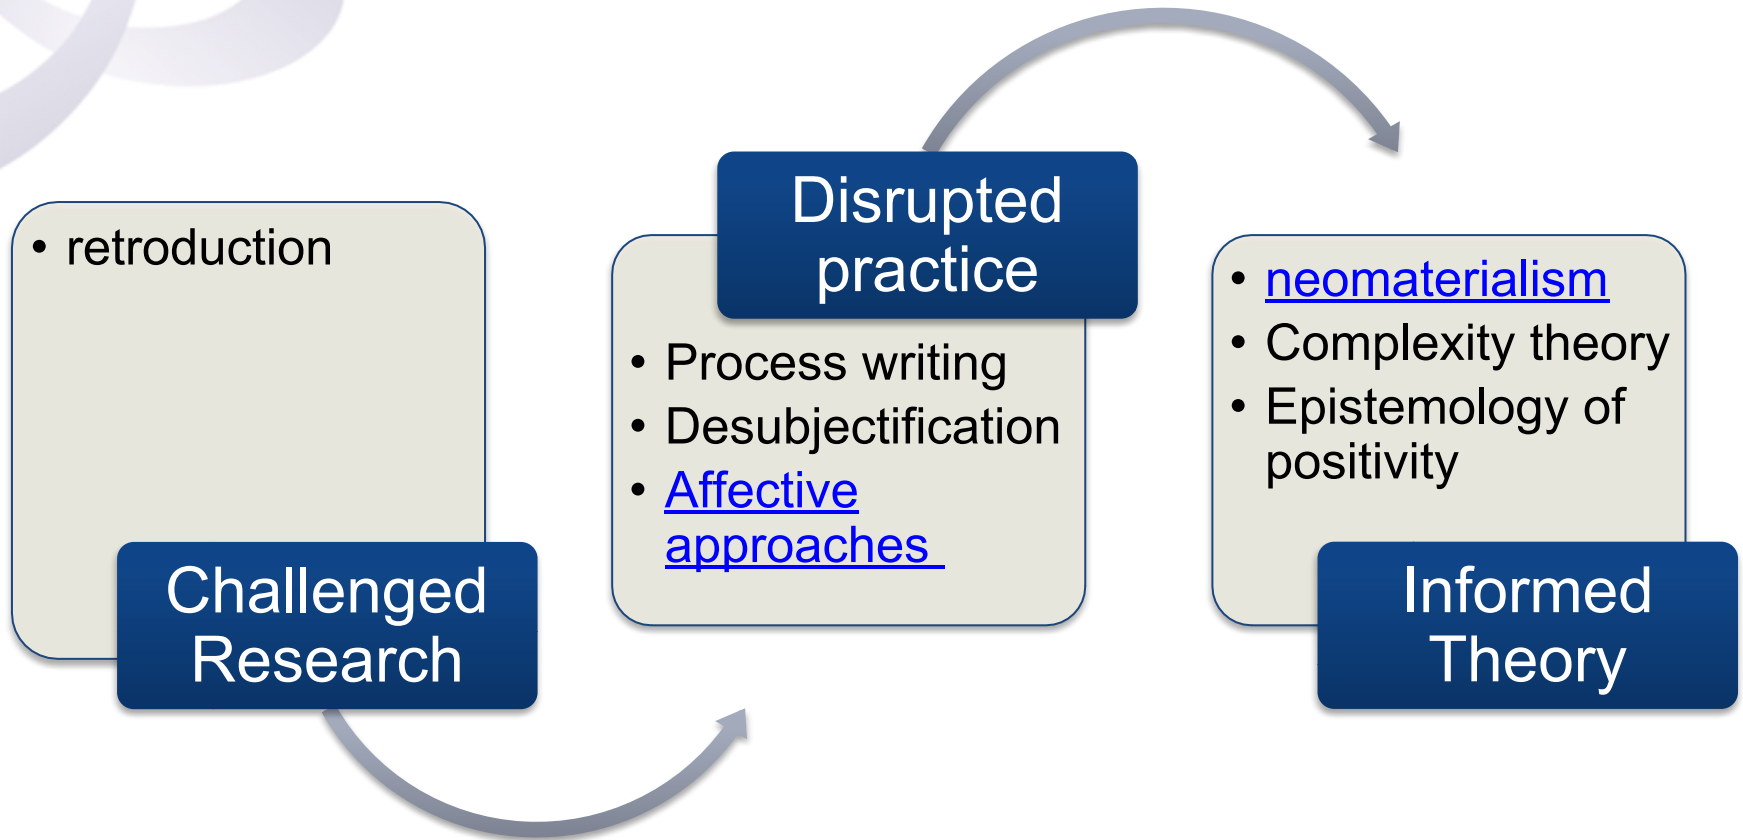 • retroduction
Challenged
Research
Disrupted
practice
• Process writing
• Desubjectification
• Affective
approaches
• neomaterialism
• Complexity theory
• Epistemology of
positivity
Informed
Theory